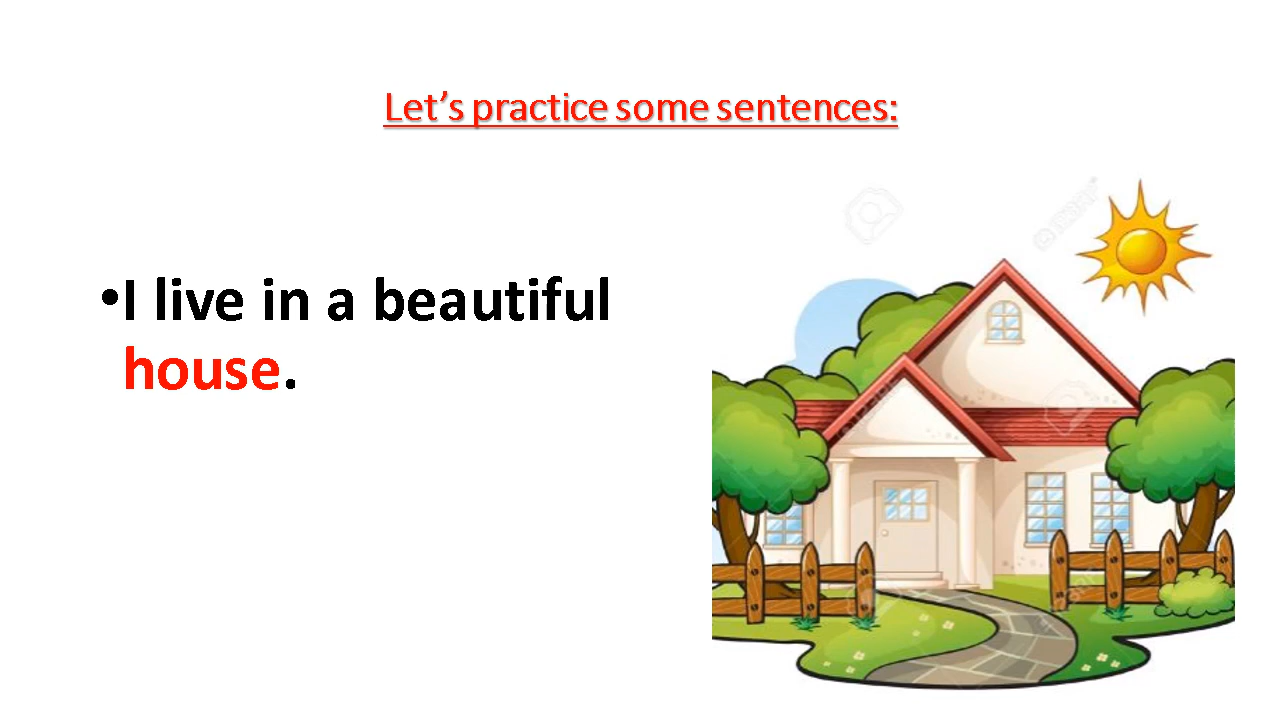 Let's practice some sentences:
•I live in a beautiful
house.